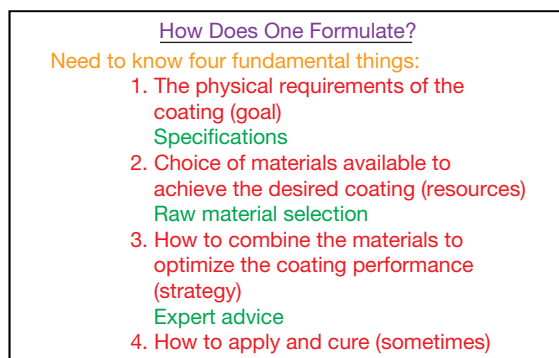 How Does One Formulate?
Need to know four fundamental things:
1. The physical requirements of the
coating (goal)
Specifications
2. Choice of materials available to
achieve the desired coating (resources)
Raw material selection
3. How to combine the materials to
optimize the coating performance
(strategy)
Expert advice
4. How to apply and cure (sometimes)